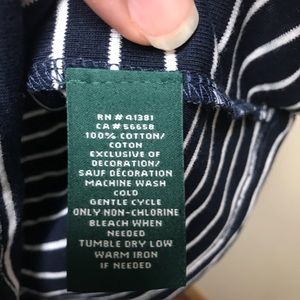 RN # 41381
CA # 56658
100% COTTON/
COTON
EXCLUSIVE OF
DECORATION/
SAUF DÉCORATION
MACHINE WASH
COLD
GENTLE CYCLE
ONLY NON-CHLORINE
BLEACH WHEN
NEEDED
TUMBLE DRY LOW
WARM IRON
IF NEEDED